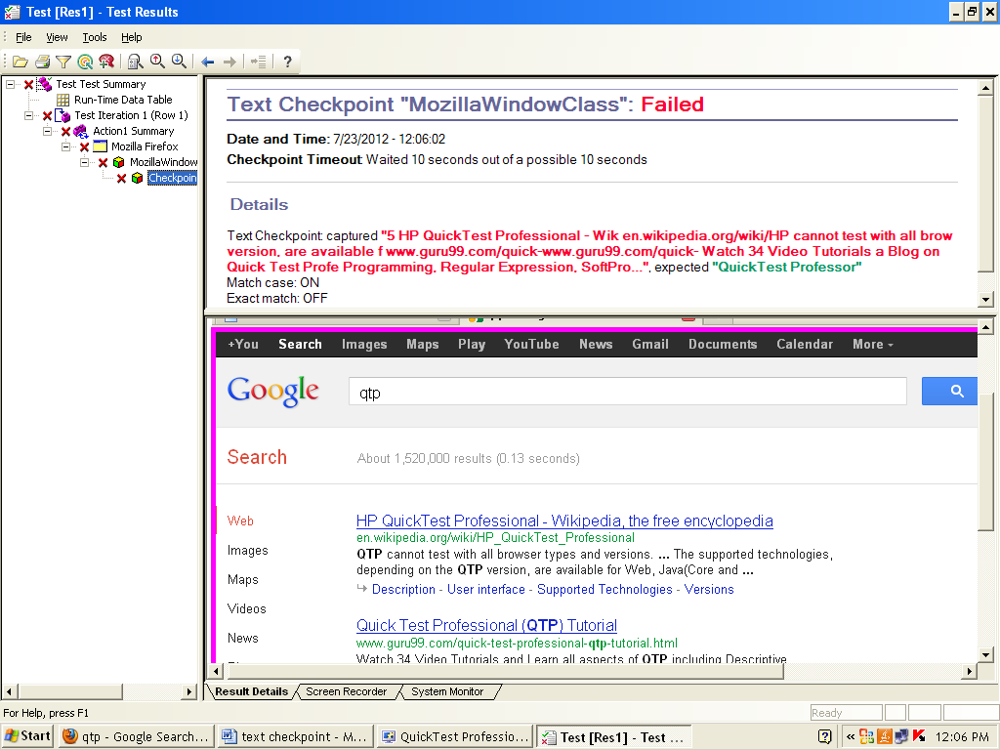 Test [Res1] - Test Results
File View Tools Help
Test Test Summary
Run-Time Data Table
Test Iteration 1 (Row 1)
Action1 Summary
Mozilla Firefox
MozillaWindow
Checkpoin
Text Checkpoint "MozillaWindowClass": Failed
Date and Time: 7/23/2012 - 12:06:02
Checkpoint Timeout: Waited 10 seconds out of a possible 10 seconds
Details
Text Checkpoint: captured "5 HP QuickTest Professional - Wik en.wikipedia.org/wiki/HP cannot test with all brow
version, are available f www.guru99.com/quick-www.guru99.com/quick- Watch 34 Video Tutorials a Blog on
Quick Test Profe Programming, Regular Expression, SoftPro...", expected "QuickTest Professor"
Match case: ON
Exact match: OFF
+You Search Images Maps Play YouTube News Gmail Documents Calendar More
Google
qtp
Search
About 1,520,000 results (0.13 seconds)
Web
Images
Maps
Videos
News
HP QuickTest Professional - Wikipedia, the free encyclopedia
en.wikipedia.org/wiki/HP_QuickTest_Professional
QTP cannot test with all browser types and versions. ... The supported technologies,
depending on the QTP version, are available for Web, Java(Core and ...
Description - User interface - Supported Technologies - Versions
Quick Test Professional (QTP) Tutorial
www.guru99.com/quick-test-professional-qtp-tutorial.html
Watch 34 Video Tutorials and Learn all aspects of QTP including Descriptive
Result Details Screen Recorder System Monitor
For Help, press F1
Ready
Start qtp - Google Search... text checkpoint - M... QuickTest Professio... Test [Res1] - Test ... « 12:06 PM